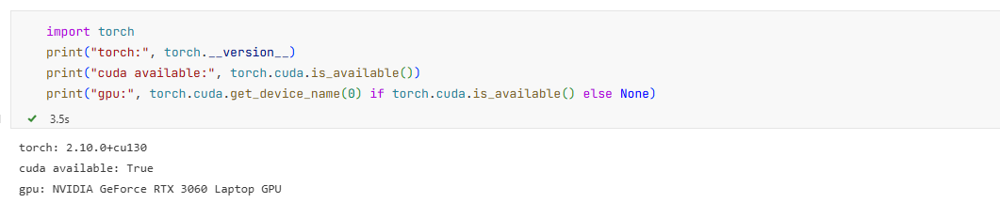 import torch
print("torch:", torch.__version__)
print("cuda available:", torch.cuda.is_available())
print("gpu:", torch.cuda.get_device_name(0) if torch.cuda.is_available() else None)
3.5s
torch: 2.10.0+cu130
cuda available: True
gpu: NVIDIA GeForce RTX 3060 Laptop GPU